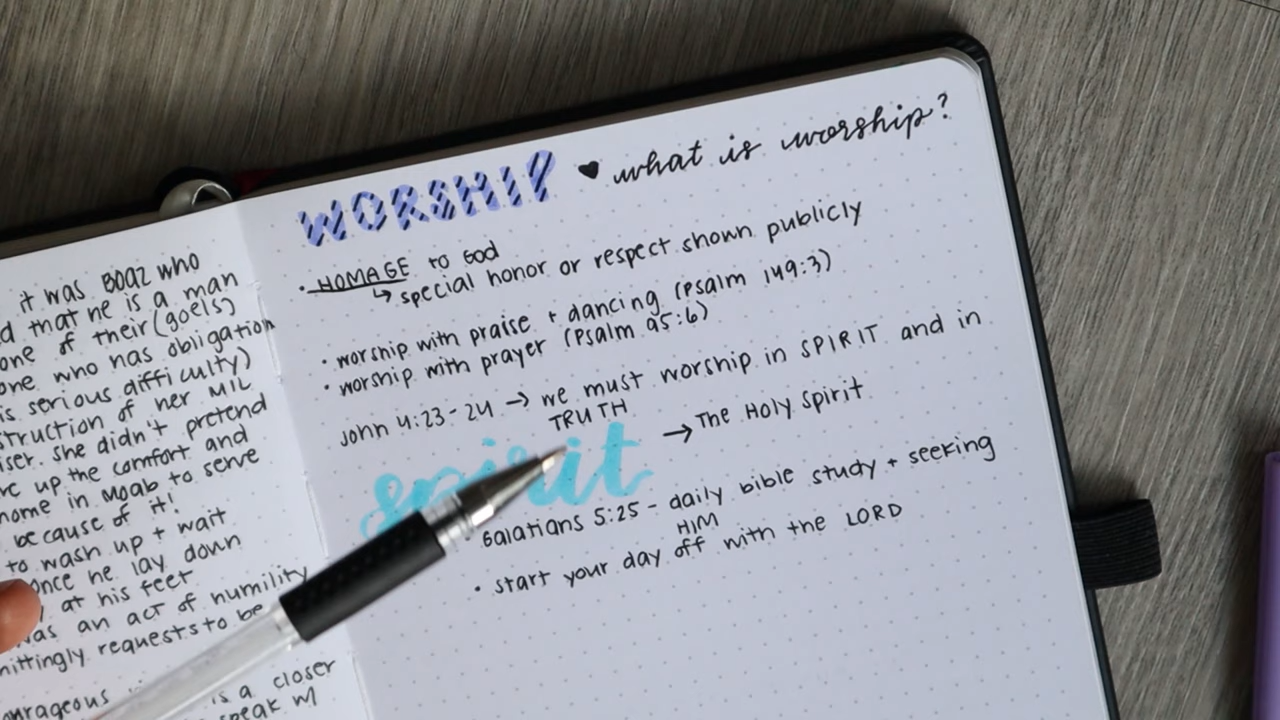 it was BOAZ who
d that he is a man
one of their (goels)
one who has obligation
is serious difficulty)
struction of her MIL
iser. she didn't pretend
up the comfort and
home in Moab to serve
because of it!
to wash up + wait
once he lay down
at his feet
was an act of humility
mittingly requests to be
is a closer
speak w/
WORSHIP ♥ what is worship?
• HOMAGE to God
↳ special honor or respect shown publicly
• worship with praise + dancing (Psalm 149:3)
• worship with prayer (Psalm 95:6)
John 4:23-24 → we must worship in SPIRIT and in
TRUTH
spirit → The Holy Spirit
Galatians 5:25 - daily bible study + seeking
HIM
• start your day off with the LORD